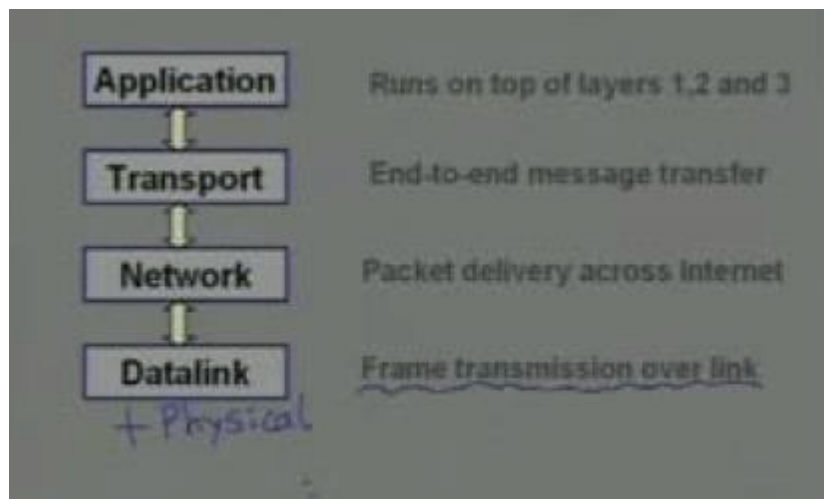 Application Runs on top of layers 1,2 and 3
Transport End-to-end message transfer
Network Packet delivery across Internet
Datalink Frame transmission over link
+ Physical